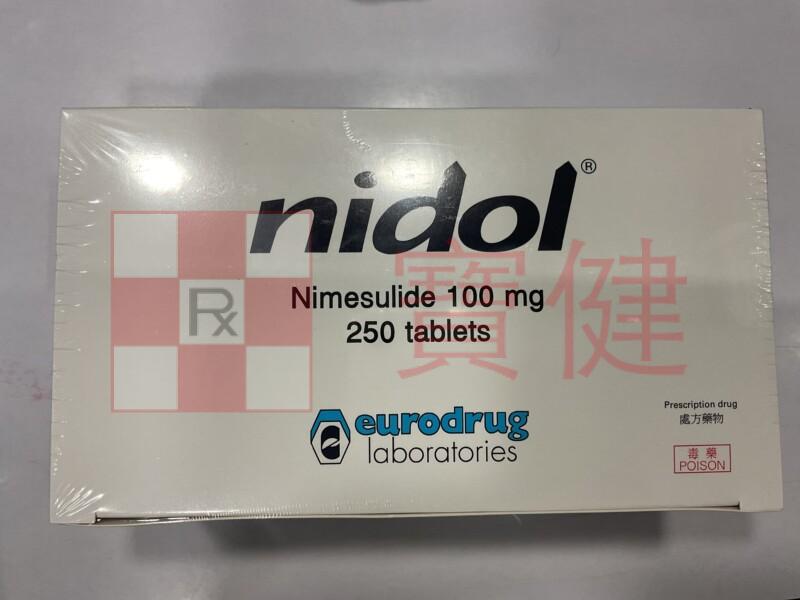 nidol®
Nimesulide 100 mg
250 tablets
Rx
寶健
eurodrug
laboratories
Prescription drug
處方藥物
毒藥
POISON